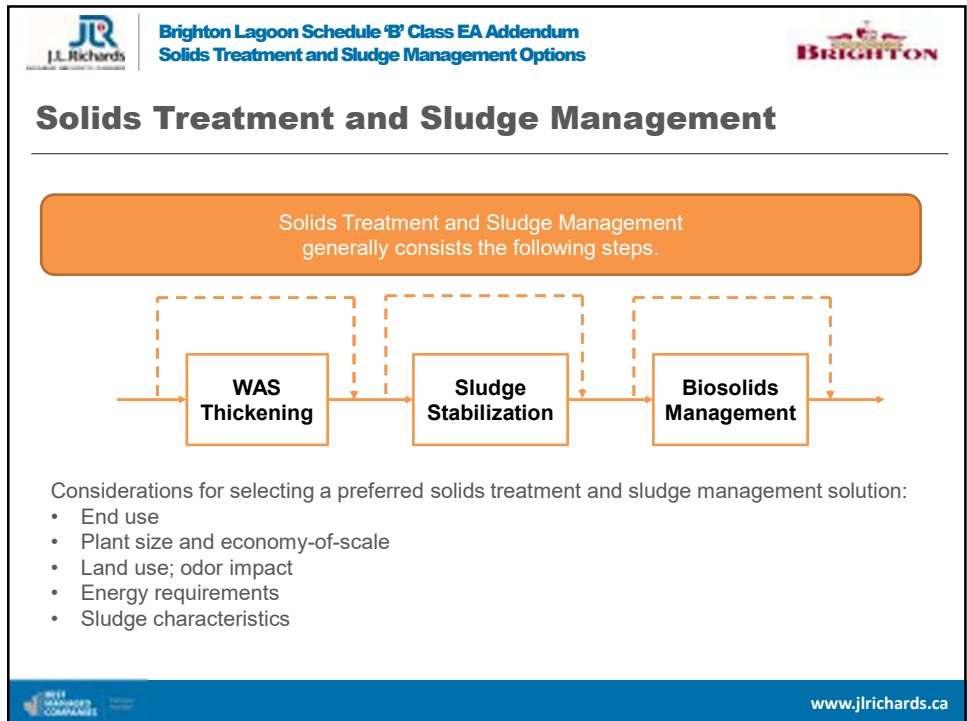 J.L.Richards
Brighton Lagoon Schedule ‘B’ Class EA Addendum
Solids Treatment and Sludge Management Options
BRIGHTON
Solids Treatment and Sludge Management
Solids Treatment and Sludge Management
generally consists the following steps.
WAS
Thickening
Sludge
Stabilization
Biosolids
Management
Considerations for selecting a preferred solids treatment and sludge management solution:
• End use
• Plant size and economy-of-scale
• Land use; odor impact
• Energy requirements
• Sludge characteristics
BEST
MANAGED
COMPANIES
www.jlrichards.ca